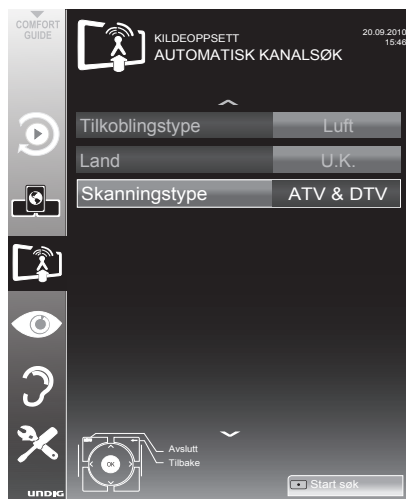 COMFORT
GUIDE
KILDEOPPSETT
AUTOMATISK KANALSØK
20.09.2010
15:46
Tilkoblingstype Luft
Land U.K.
Skanningstype ATV & DTV
OK
Avslutt
Tilbake
Start søk
UNDIG